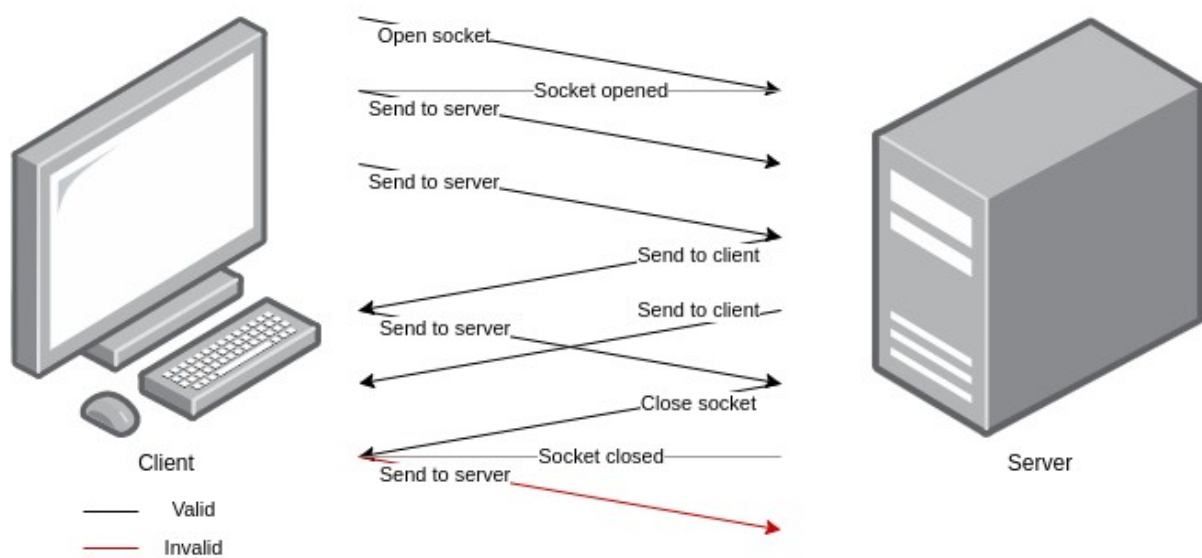 Open socket
Socket opened
Send to server
Send to server
Send to client
Send to client
Send to server
Close socket
Socket closed
Send to server
Client
Server
Valid
Invalid